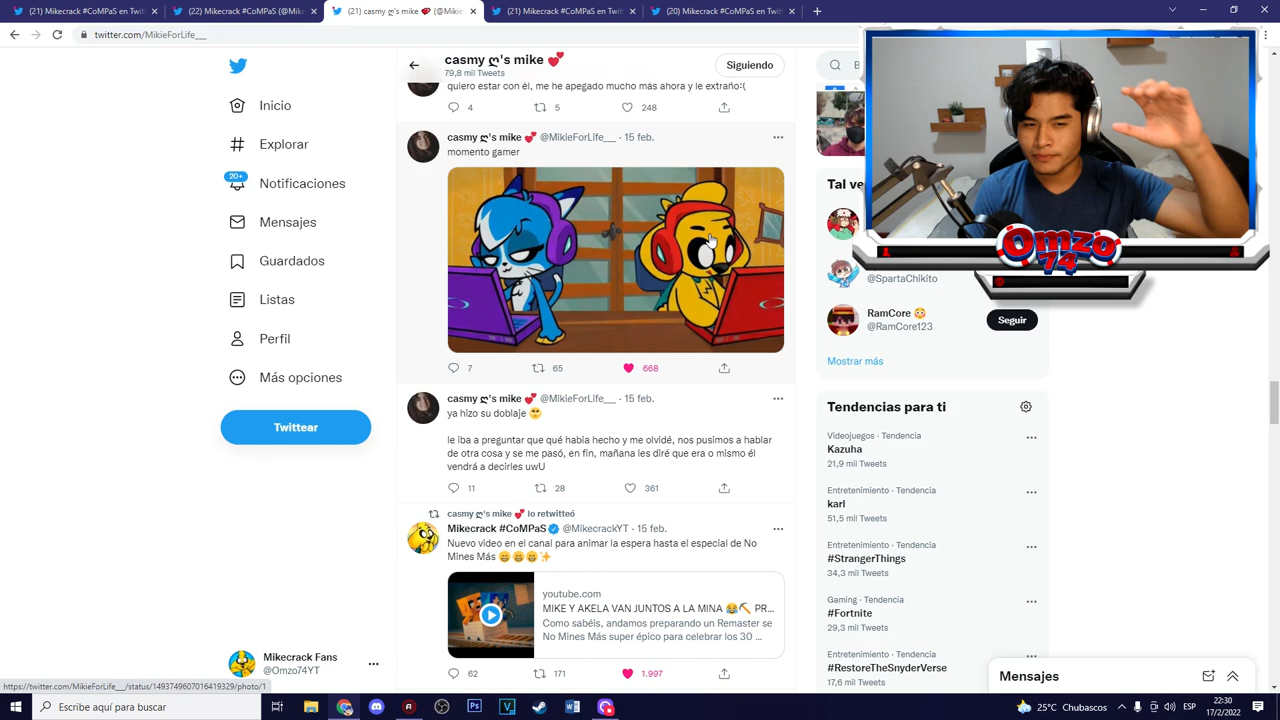 (21) Mikecrack #CoMPaS en Twitt
(22) Mikecrack #CoMPaS (@Mike
(21) casmy ღ's mike 💕 (@Mikie
(21) Mikecrack #CoMPaS en Twitt
(20) Mikecrack #CoMPaS (@Mike
twitter.com/MikieForLife___
casmy ღ's mike 💕
79,8 mil Tweets
Siguiendo
quiero estar con él, me he apegado mucho más ahora y le extraño:(
4
5
248
casmy ღ's mike 💕 @MikieForLife___ · 15 feb.
momento gamer
7
65
668
casmy ღ's mike 💕 @MikieForLife___ · 15 feb.
ya hizo su doblaje 🥺
le iba a preguntar que qué había hecho y me olvidé, nos pusimos a hablar
de otra cosa y se me pasó, en fin, mañana les diré que era o mismo él
vendrá a decirles uwU
11
28
361
casmy ღ's mike 💕 lo retwitteó
Mikecrack #CoMPaS @MikecrackYT · 15 feb.
Nuevo video en el canal para animar la espera hasta el especial de No
Mines Más 😄😄😄✨
youtube.com
MIKE Y AKELA VAN JUNTOS A LA MINA 😂⛏ PR...
Como sabéis, andamos preparando un Remaster se
No Mines Más super épico para celebrar los 30 ...
62
171
1.997
Inicio
Explorar
20+
Notificaciones
Mensajes
Guardados
Listas
Perfil
Más opciones
Twittear
Mikecrack Fans
@Omzo74YT
B
Tal ve
@SpartaChikito
RamCore 😳
@RamCore123
Seguir
Mostrar más
Omzo
74
Tendencias para ti
Videojuegos · Tendencia
Kazuha
21,9 mil Tweets
Entretenimiento · Tendencia
karl
51,5 mil Tweets
Entretenimiento · Tendencia
#StrangerThings
34,3 mil Tweets
Gaming · Tendencia
#Fortnite
29,3 mil Tweets
Entretenimiento · Tendencia
#RestoreTheSnyderVerse
17,6 mil Tweets
Mensajes
https://twitter.com/MikieForLife___/status/1493749607016419329/photo/1
Escribe aquí para buscar
25°C Chubascos
ESP
22:30
17/2/2022